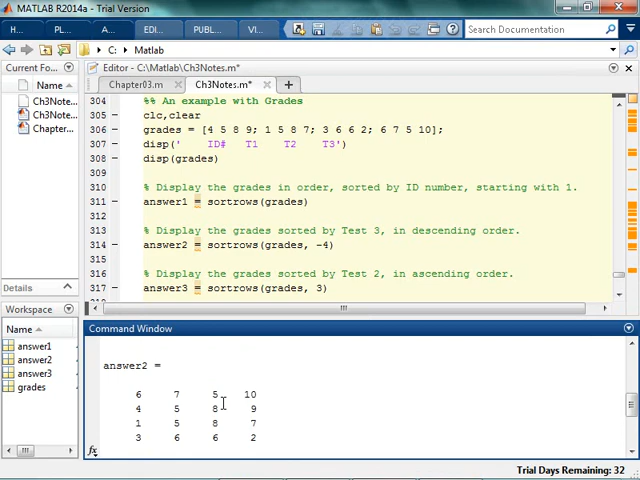 MATLAB R2014a - Trial Version
H... P... A... EDI... PUBL... VI... Search Documentation
C: Matlab
Current Fo...
Name
Ch3Note...
Ch3Note...
Chapter...
Details
Workspace
Name
answer1
answer2
answer3
grades
Editor - C:\Matlab\Ch3Notes.m*
Chapter03.m Ch3Notes.m*
304 %% An example with Grades
305 clc,clear
306 grades = [4 5 8 9; 1 5 8 7; 3 6 6 2; 6 7 5 10];
307 disp('    ID#   T1    T2    T3')
308 disp(grades)
309
310 % Display the grades in order, sorted by ID number, starting with 1.
311 answer1 = sortrows(grades)
312
313 % Display the grades sorted by Test 3, in descending order.
314 answer2 = sortrows(grades, -4)
315
316 % Display the grades sorted by Test 2, in ascending order.
317 answer3 = sortrows(grades, 3)
Command Window
answer2 =
6 7 5 10
4 5 8 9
1 5 8 7
3 6 6 2
fx
Trial Days Remaining: 32